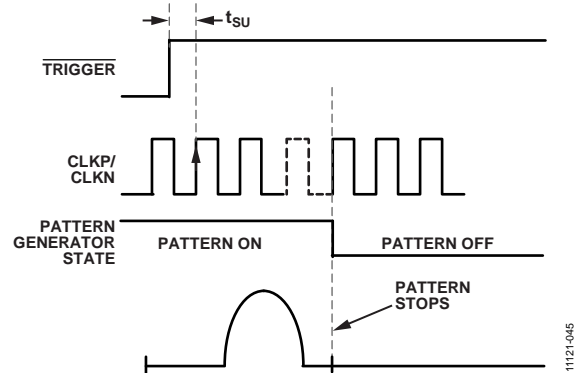 tSU
TRIGGER
CLKP/
CLKN
PATTERN
GENERATOR
STATE
PATTERN ON
PATTERN OFF
PATTERN
STOPS
11121-045